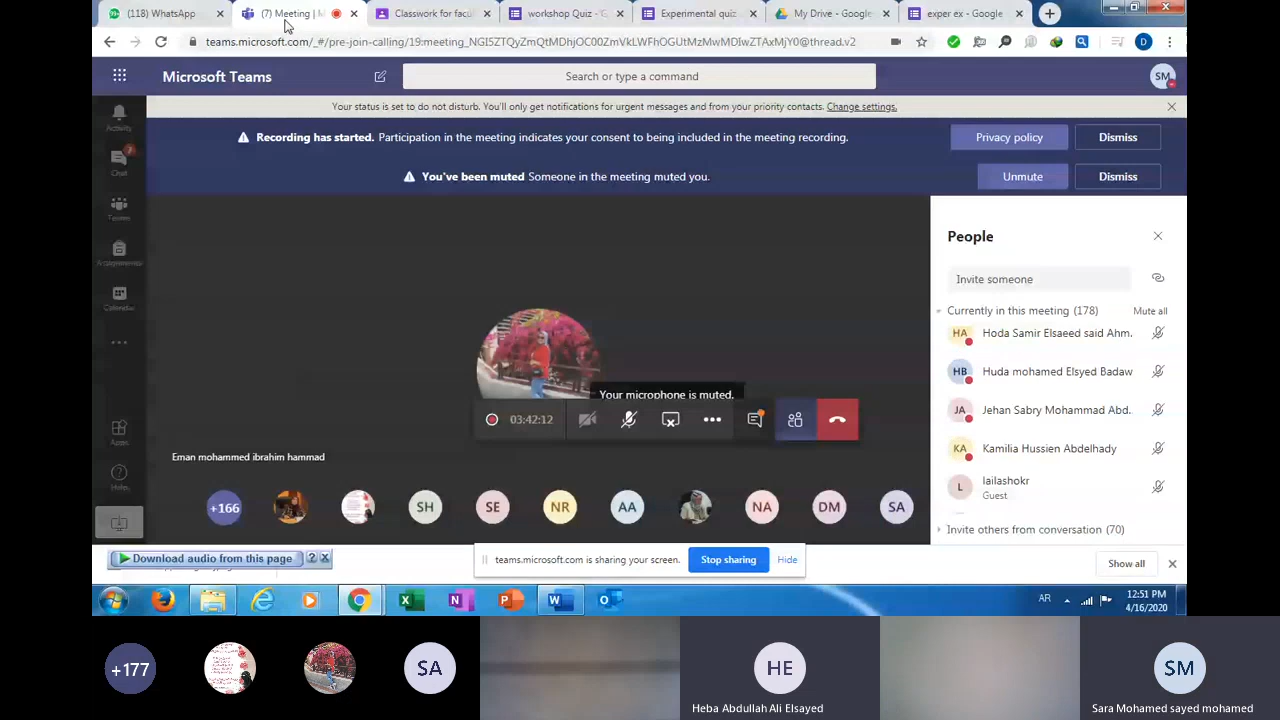 (118) WhatsApp
(7) Meeting | M
Classwork for fac
workshop Quiz - G
Experimental quiz
My Drive - Google
exper ex - Google
teams.microsoft.com
Microsoft Teams
Search or type a command
SM
Your status is set to do not disturb. You'll only get notifications for urgent messages and from your priority contacts. Change settings.
Recording has started. Participation in the meeting indicates your consent to being included in the meeting recording.
Privacy policy
Dismiss
You've been muted Someone in the meeting muted you.
Unmute
Dismiss
Activity
7
Chat
Teams
Assignments
Calendar
Apps
Help
People
Invite someone
Currently in this meeting (178)
Mute all
HA Hoda Samir Elsaeed said Ahm.
HB Huda mohamed Elsyed Badaw
JA Jehan Sabry Mohammad Abd.
KA Kamilia Hussien Abdelhady
L lailashokr
Guest
Invite others from conversation (70)
Your microphone is muted.
03:42:12
Eman mohammed ibrahim hammad
+166
SH
SE
NR
AA
NA
DM
SA
Download audio from this page ? X
teams.microsoft.com is sharing your screen.
Stop sharing
Hide
Show all
AR
12:51 PM
4/16/2020
+177
SA
HE
Heba Abdullah Ali Elsayed
SM
Sara Mohamed sayed mohamed